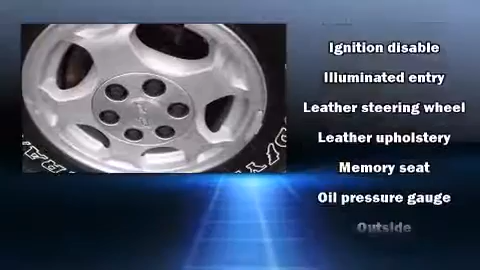 Ignition disable
Illuminated entry
Leather steering wheel
Leather upholstery
Memory seat
Oil pressure gauge
Outside